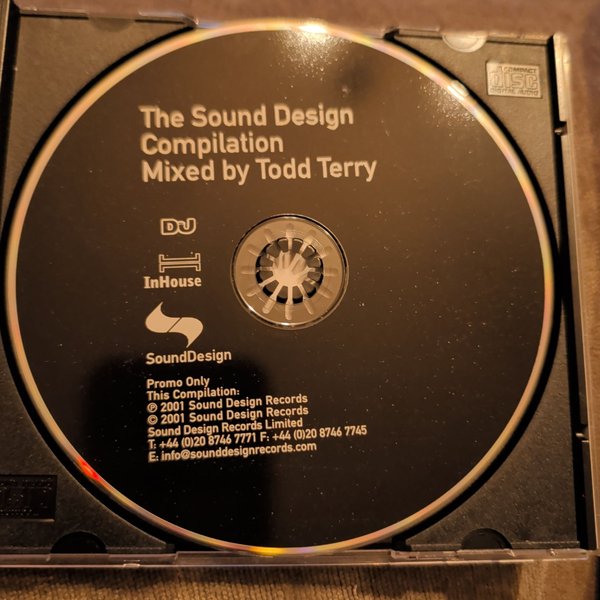 COMPACT
disc
DIGITAL AUDIO
The Sound Design
Compilation
Mixed by Todd Terry
DJ
InHouse
SoundDesign
Promo Only
This Compilation:
℗ 2001 Sound Design Records
© 2001 Sound Design Records
Sound Design Records Limited
T: +44 (0)20 8746 7771 F: +44 (0)20 8746 7745
E: info@sounddesignrecords.com